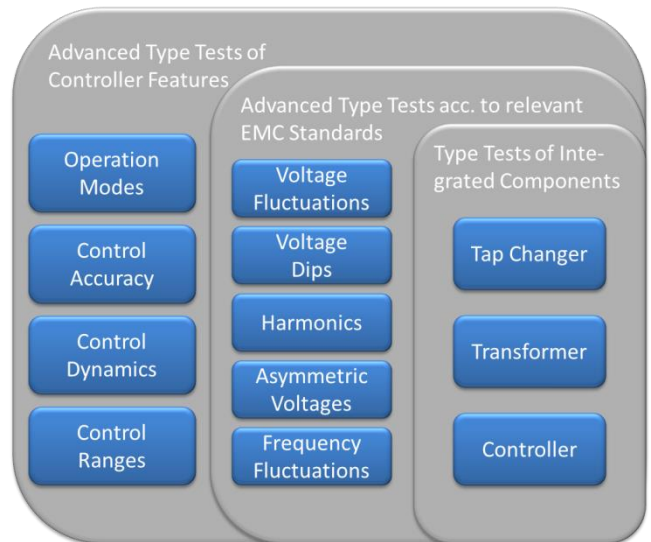 Advanced Type Tests of
Controller Features
Operation
Modes
Control
Accuracy
Control
Dynamics
Control
Ranges
Advanced Type Tests acc. to relevant
EMC Standards
Voltage
Fluctuations
Voltage
Dips
Harmonics
Asymmetric
Voltages
Frequency
Fluctuations
Type Tests of Inte-
grated Components
Tap Changer
Transformer
Controller